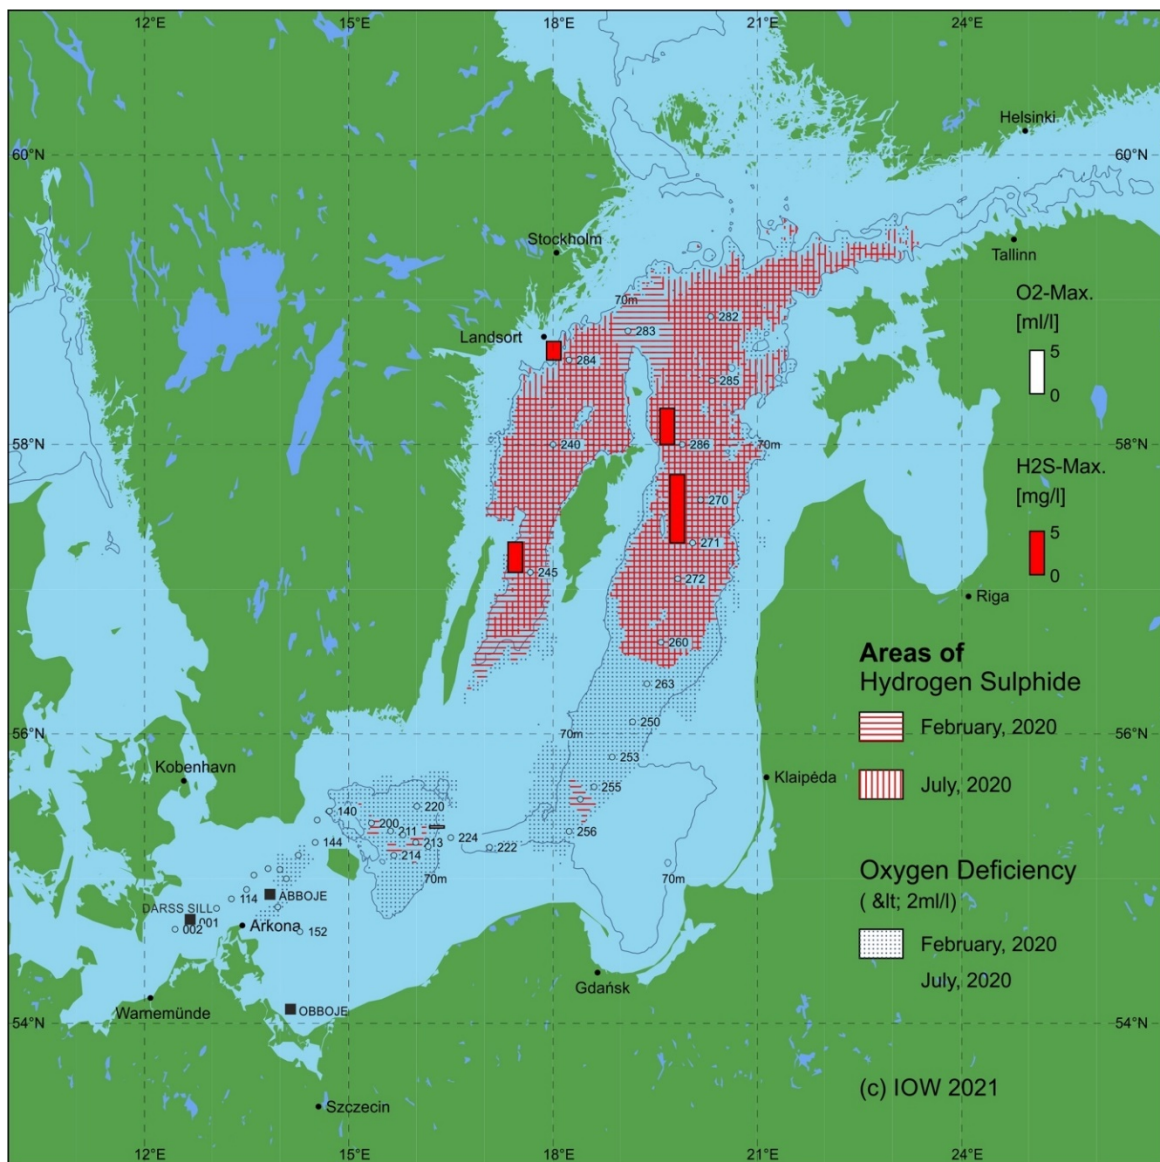 12°E 15°E 18°E 21°E 24°E
Helsinki
60°N 60°N
Stockholm
Tallinn
O2-Max.
[ml/l]
5
0
70m
282
283
Landsort
284
285
58°N 58°N
240
286
70m
H2S-Max.
[mg/l]
5
0
270
271
245
272
Riga
260
Areas of
Hydrogen Sulphide
263
February, 2020
250
56°N 56°N
70m
253
Kobenhavn
Klaipėda
July, 2020
255
220
140
200
211
256
224
144
213
222
214
Oxygen Deficiency
( &lt; 2ml/l)
70m
70m
ABBOJE
114
DARSS SILL
001
002
Arkona
152
February, 2020
July, 2020
Gdańsk
Warnemünde
OBBOJE
54°N 54°N
(c) IOW 2021
Szczecin
12°E 15°E 18°E 21°E 24°E